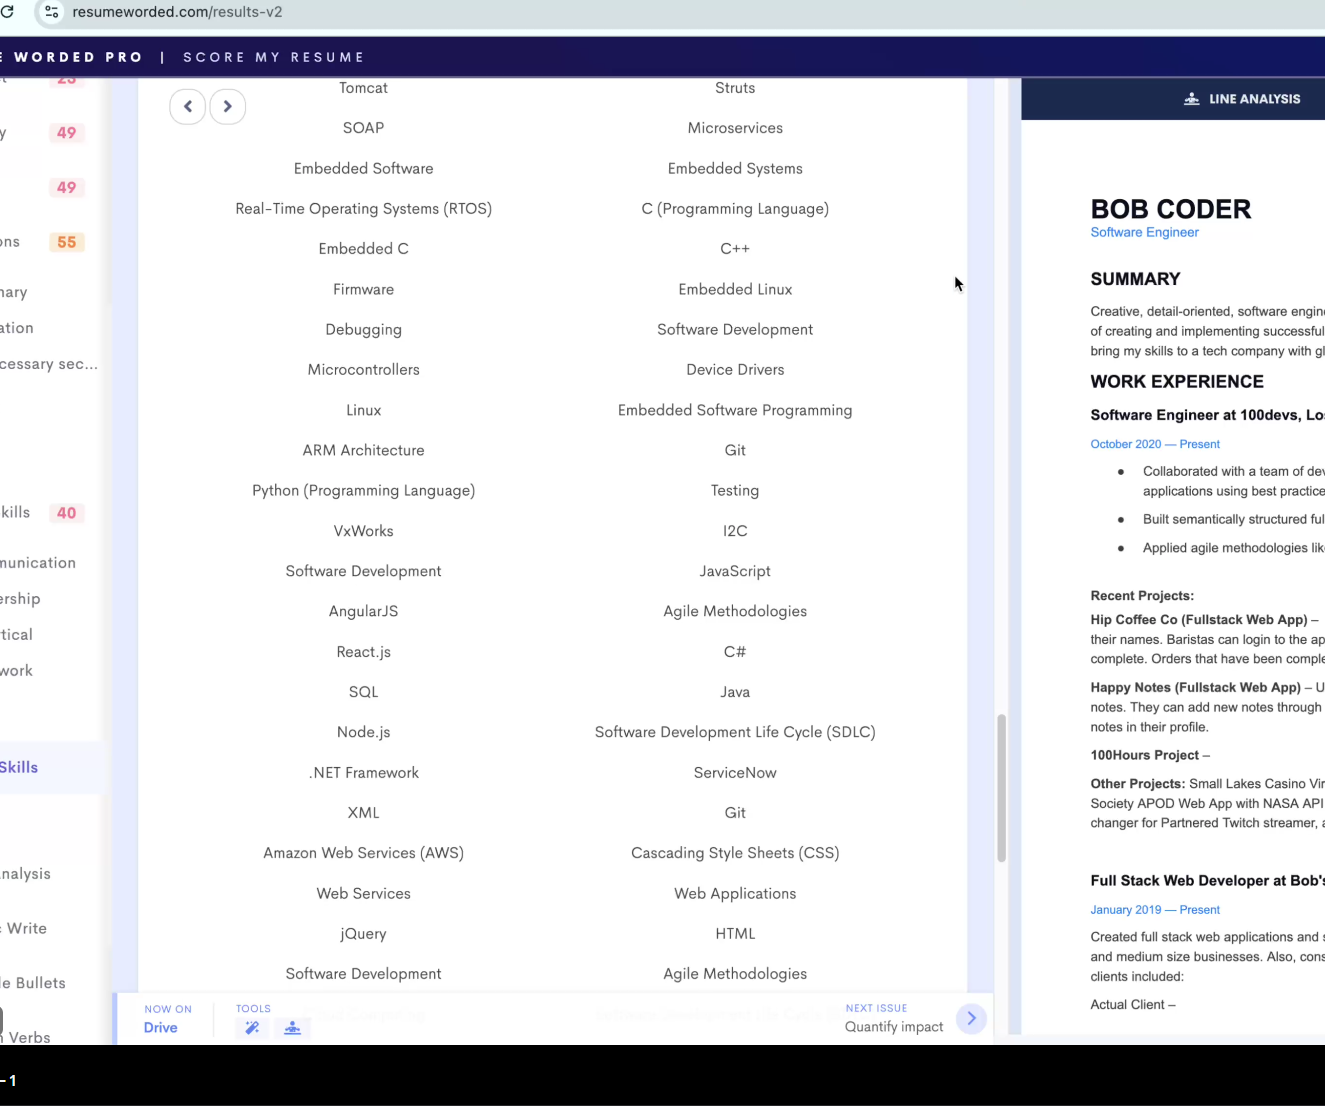 resumeworded.com/results-v2
E WORDED PRO | SCORE MY RESUME
23
y 49
49
ons 55
nary
ation
cessary sec...
kills 40
munication
ership
tical
work
Skills
nalysis
Write
le Bullets
n Verbs
Tomcat Struts
SOAP Microservices
Embedded Software Embedded Systems
Real-Time Operating Systems (RTOS) C (Programming Language)
Embedded C C++
Firmware Embedded Linux
Debugging Software Development
Microcontrollers Device Drivers
Linux Embedded Software Programming
ARM Architecture Git
Python (Programming Language) Testing
VxWorks I2C
Software Development JavaScript
AngularJS Agile Methodologies
React.js C#
SQL Java
Node.js Software Development Life Cycle (SDLC)
.NET Framework ServiceNow
XML Git
Amazon Web Services (AWS) Cascading Style Sheets (CSS)
Web Services Web Applications
jQuery HTML
Software Development Agile Methodologies
NOW ON
Drive
TOOLS
NEXT ISSUE
Quantify impact
LINE ANALYSIS
BOB CODER
Software Engineer
SUMMARY
Creative, detail-oriented, software engin
of creating and implementing successful
bring my skills to a tech company with gl
WORK EXPERIENCE
Software Engineer at 100devs, Lo
October 2020 — Present
● Collaborated with a team of dev
applications using best practice
● Built semantically structured ful
● Applied agile methodologies lik
Recent Projects:
Hip Coffee Co (Fullstack Web App) –
their names. Baristas can login to the ap
complete. Orders that have been comple
Happy Notes (Fullstack Web App) – U
notes. They can add new notes through
notes in their profile.
100Hours Project –
Other Projects: Small Lakes Casino Vir
Society APOD Web App with NASA API
changer for Partnered Twitch streamer, a
Full Stack Web Developer at Bob's
January 2019 — Present
Created full stack web applications and s
and medium size businesses. Also, cons
clients included:
Actual Client –
-1